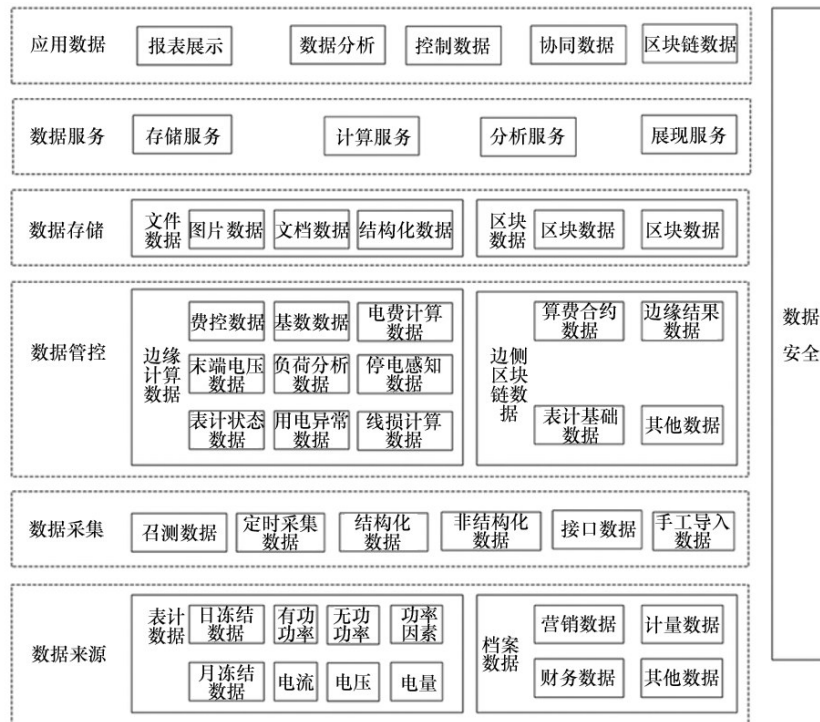 应用数据
报表展示
数据分析
控制数据
协同数据
区块链数据
数据服务
存储服务
计算服务
分析服务
展现服务
数据存储
文件
数据
图片数据
文档数据
结构化数据
区块
数据
区块数据
区块数据
数据管控
边缘
计算
数据
费控数据
基数数据
电费计算
数据
末端电压
数据
负荷分析
数据
停电感知
数据
表计状态
数据
用电异常
数据
线损计算
数据
边侧
区块
链数
据
算费合约
数据
边缘结果
数据
表计基础
数据
其他数据
数据采集
召测数据
定时采集
数据
结构化
数据
非结构化
数据
接口数据
手工导入
数据
数据来源
表计
数据
日冻结
数据
有功
功率
无功
功率
功率
因素
月冻结
数据
电流
电压
电量
档案
数据
营销数据
计量数据
财务数据
其他数据
数据
安全